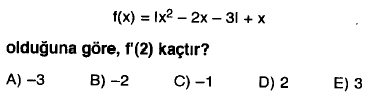 f(x) = |x² – 2x – 3| + x
olduğuna göre, f'(2) kaçtır?
A) –3 B) –2 C) –1 D) 2 E) 3